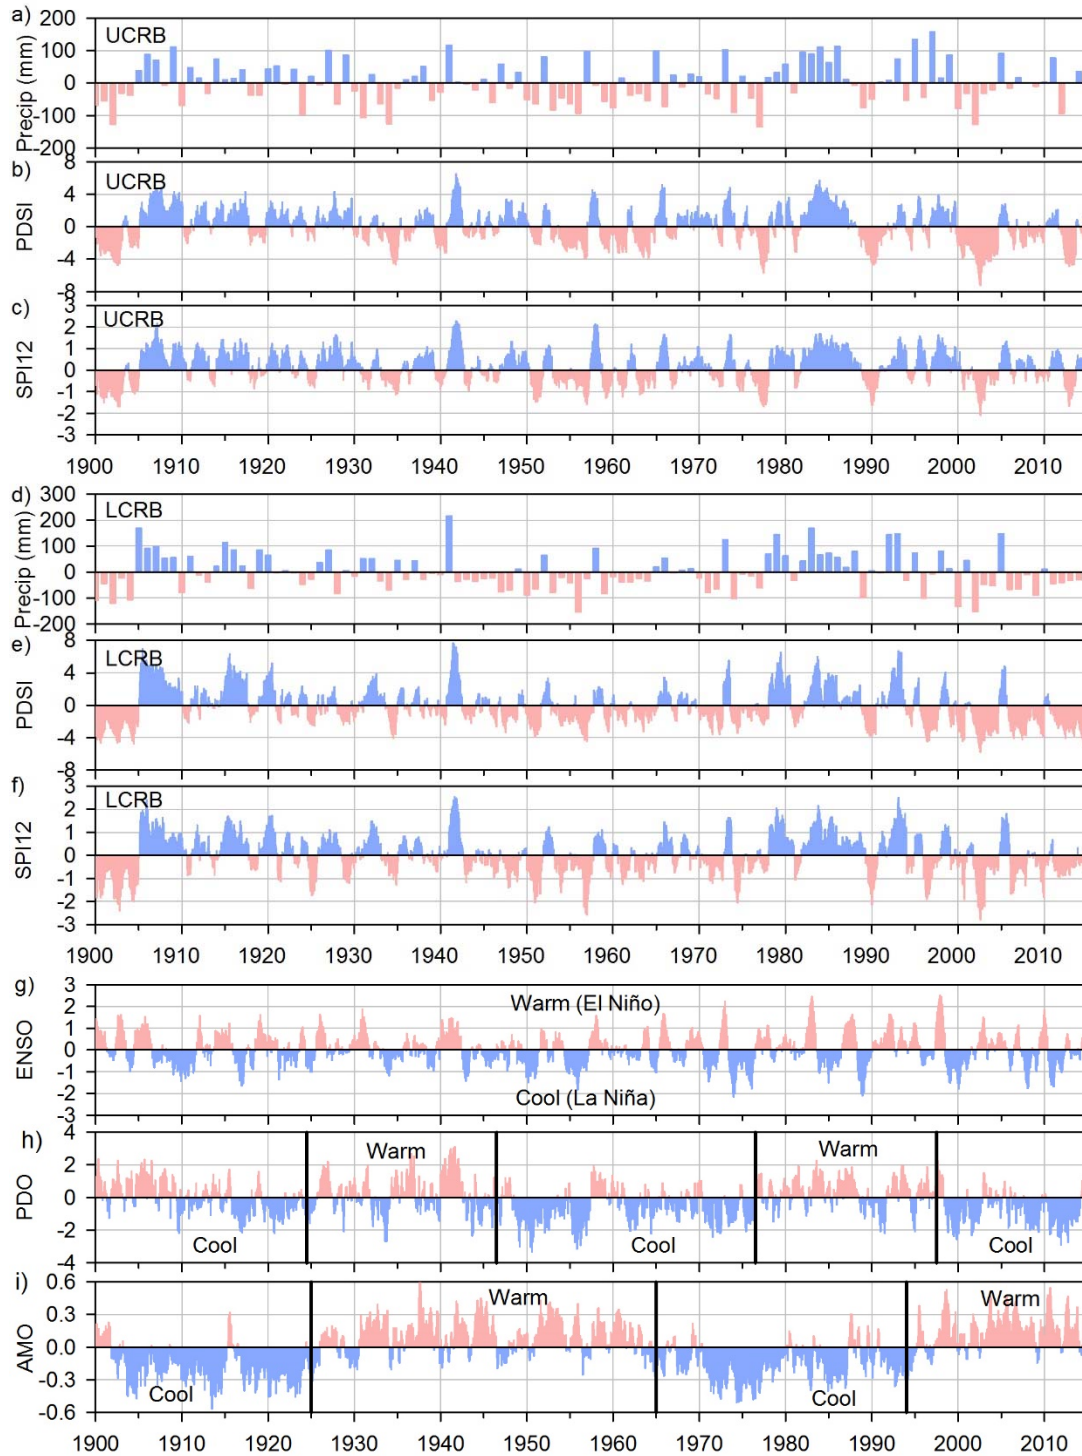 a)
UCRB
Precip (mm)
200
100
0
-100
-200
b)
UCRB
PDSI
8
4
0
-4
-8
c)
UCRB
SPI12
3
2
1
0
-1
-2
-3
1900 1910 1920 1930 1940 1950 1960 1970 1980 1990 2000 2010
d)
LCRB
Precip (mm)
300
200
100
0
-100
-200
e)
LCRB
PDSI
8
4
0
-4
-8
f)
LCRB
SPI12
3
2
1
0
-1
-2
-3
1900 1910 1920 1930 1940 1950 1960 1970 1980 1990 2000 2010
g)
ENSO
3
2
1
0
-1
-2
-3
Warm (El Niño)
Cool (La Niña)
h)
PDO
4
2
0
-2
-4
Warm Warm
Cool Cool Cool
i)
AMO
0.6
0.3
0.0
-0.3
-0.6
Warm Warm
Cool Cool
1900 1910 1920 1930 1940 1950 1960 1970 1980 1990 2000 2010